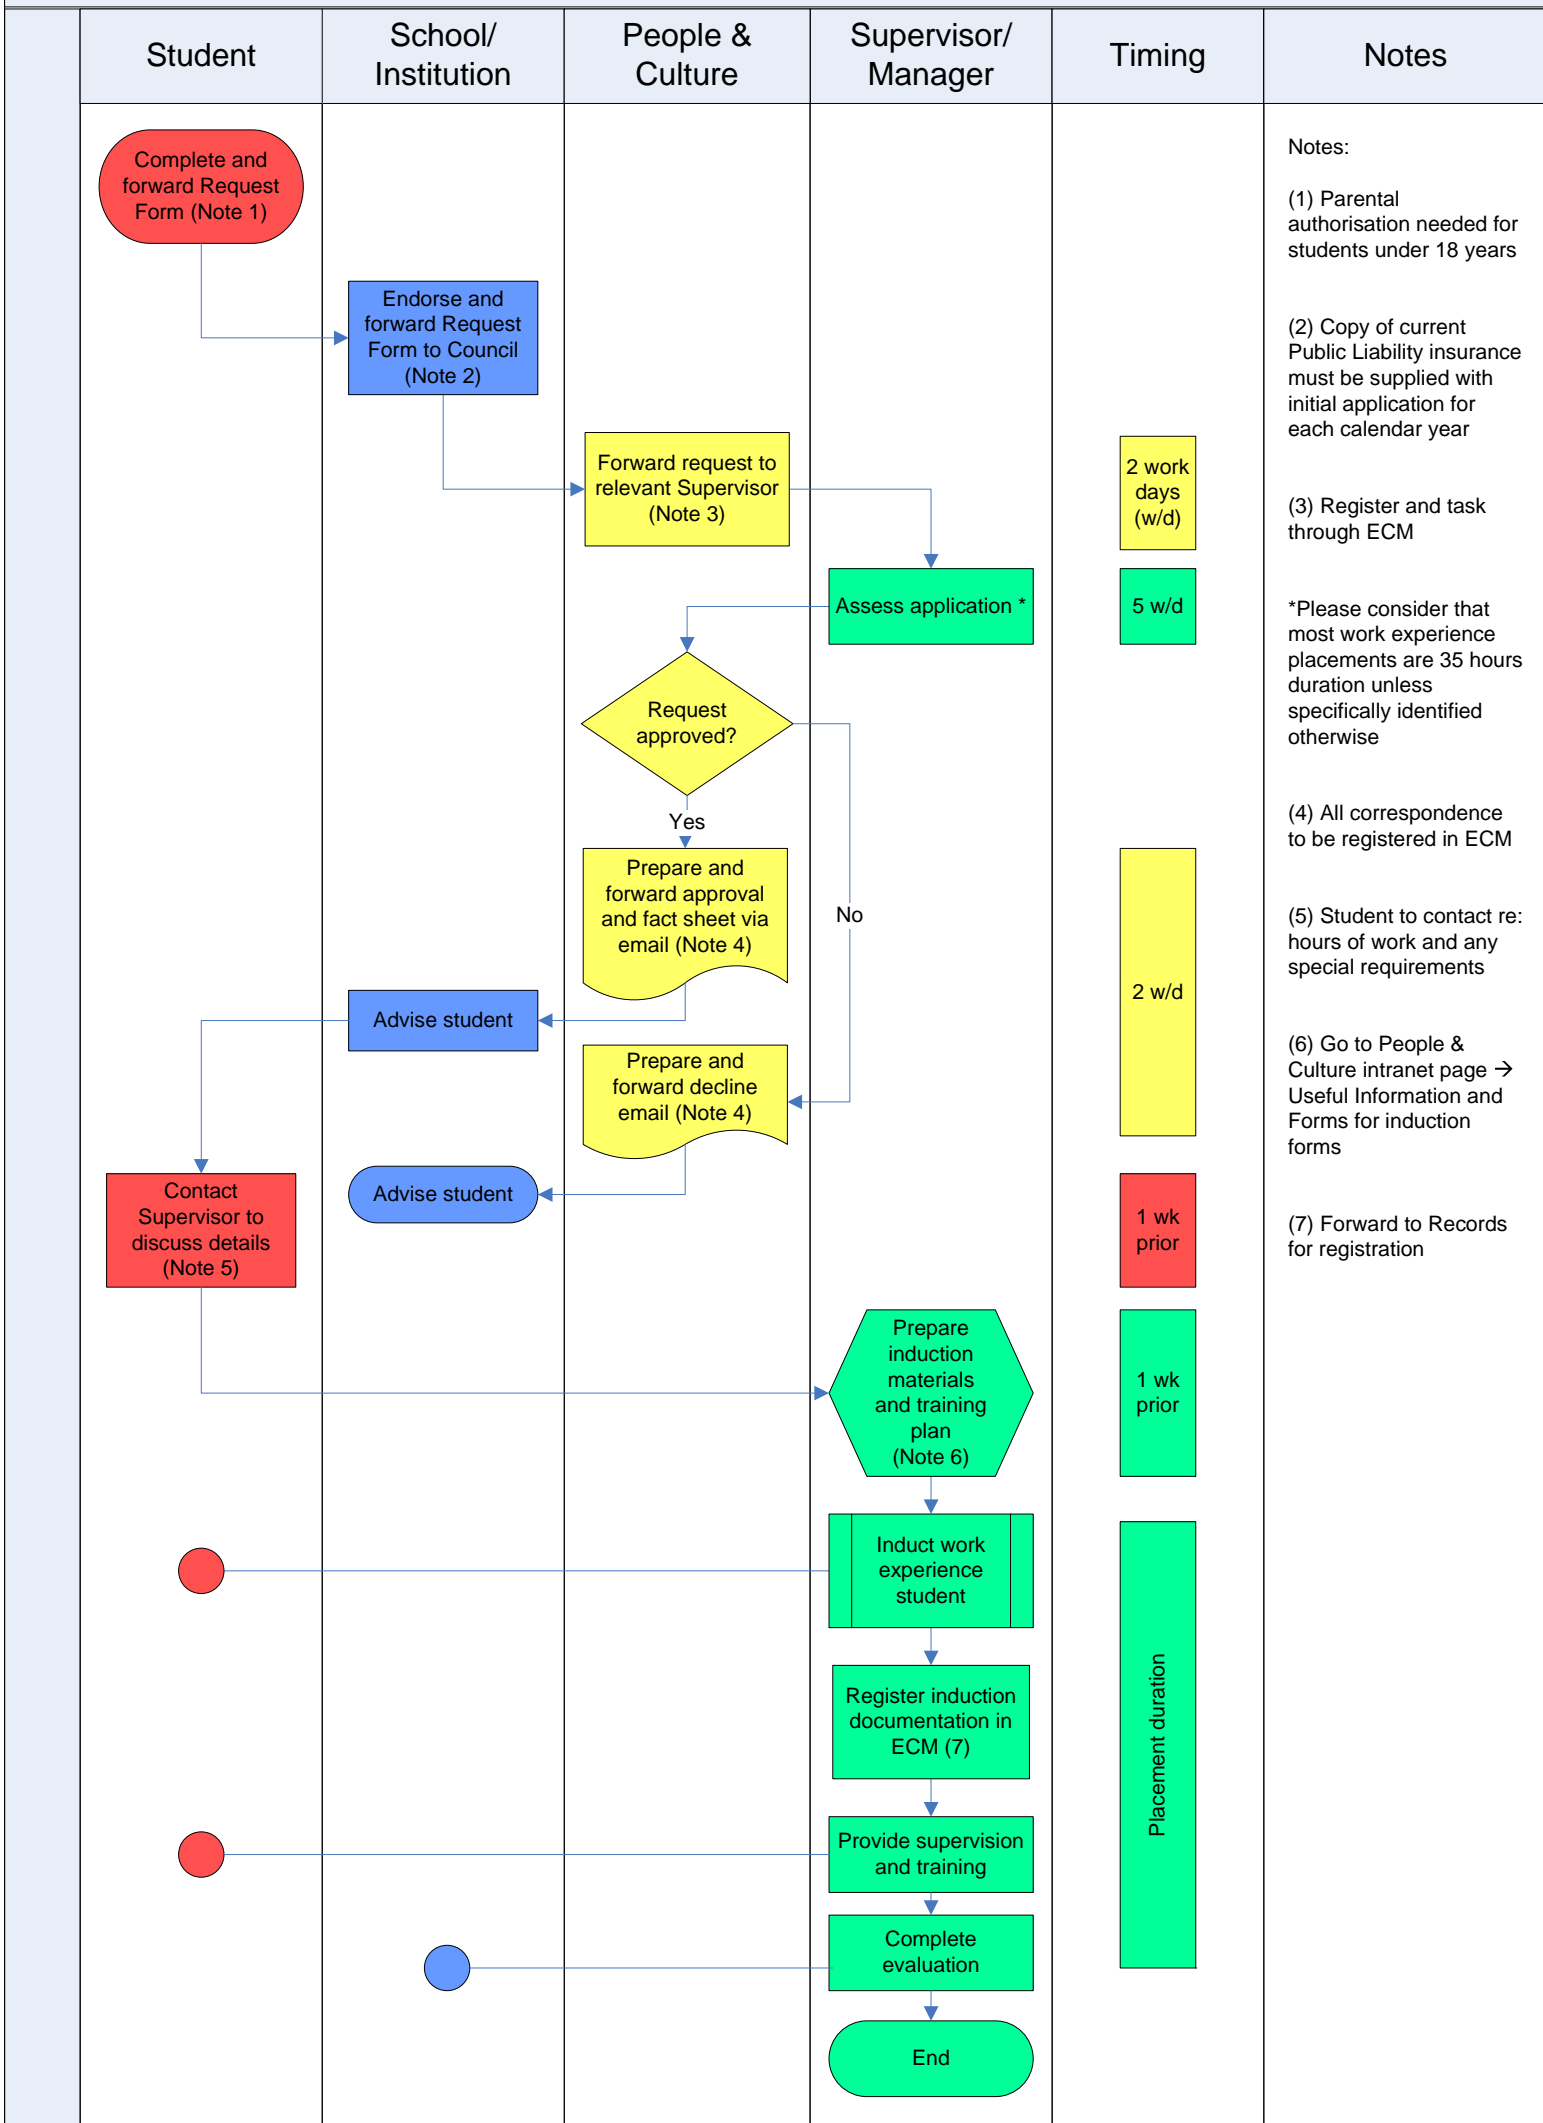 Student
School/
Institution
People &
Culture
Supervisor/
Manager
Timing
Notes
Complete and
forward Request
Form (Note 1)
Endorse and
forward Request
Form to Council
(Note 2)
Forward request to
relevant Supervisor
(Note 3)
2 work
days
(w/d)
Assess application *
5 w/d
Request
approved?
Yes
No
Prepare and
forward approval
and fact sheet via
email (Note 4)
2 w/d
Advise student
Prepare and
forward decline
email (Note 4)
Advise student
Contact
Supervisor to
discuss details
(Note 5)
1 wk
prior
Prepare
induction
materials
and training
plan
(Note 6)
1 wk
prior
Induct work
experience
student
Register induction
documentation in
ECM (7)
Placement duration
Provide supervision
and training
Complete
evaluation
End
Notes:
(1) Parental
authorisation needed for
students under 18 years
(2) Copy of current
Public Liability insurance
must be supplied with
initial application for
each calendar year
(3) Register and task
through ECM
*Please consider that
most work experience
placements are 35 hours
duration unless
specifically identified
otherwise
(4) All correspondence
to be registered in ECM
(5) Student to contact re:
hours of work and any
special requirements
(6) Go to People &
Culture intranet page →
Useful Information and
Forms for induction
forms
(7) Forward to Records
for registration